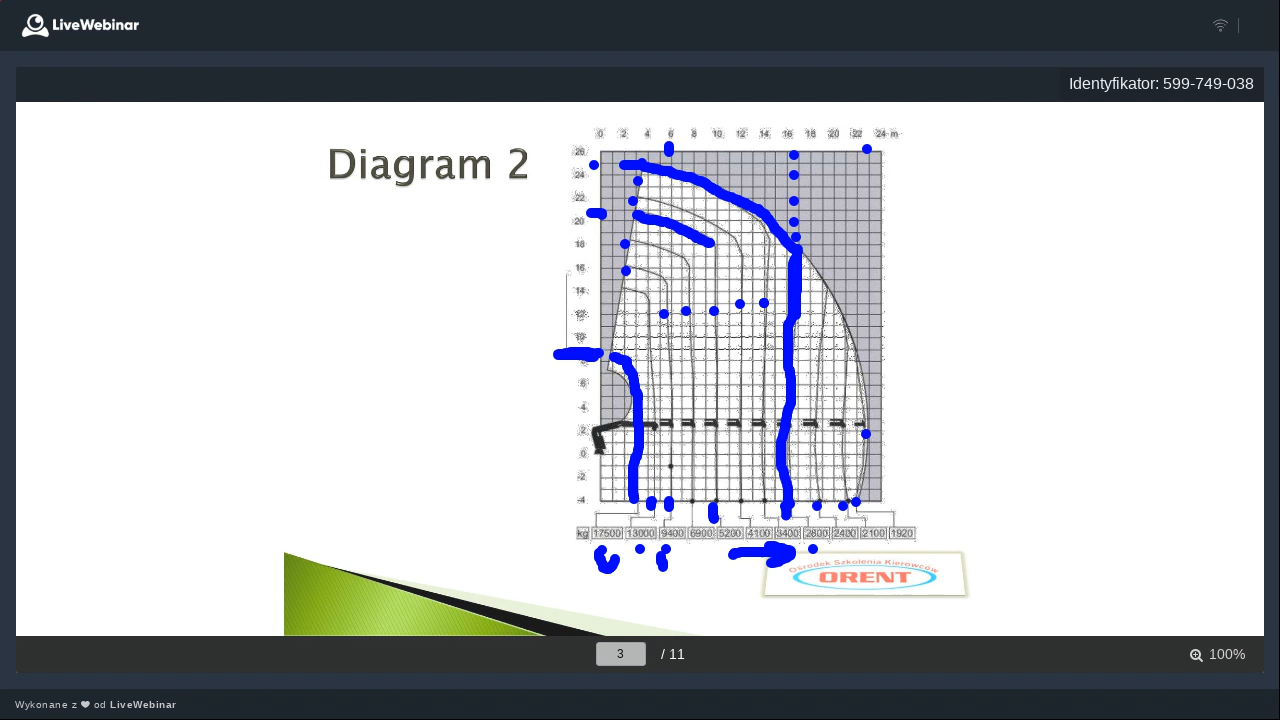 LiveWebinar
Identyfikator: 599-749-038
Diagram 2
0 2 4 6 8 10 12 14 16 18 20 22 24 m
26
24
22
20
18
16
14
12
10
8
6
4
2
0
-2
-4
kg 17500 13000 9400 6900 5200 4100 3400 2800 2400 2100 1920
Ośrodek Szkolenia Kierowców
ORENT
3 / 11
100%
Wykonane z od LiveWebinar